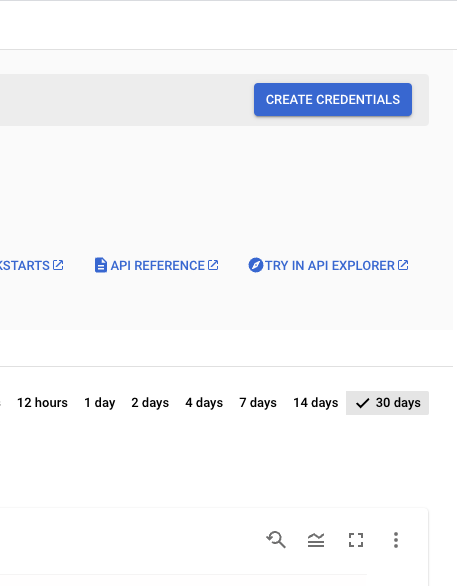 CREATE CREDENTIALS
API REFERENCE
TRY IN API EXPLORER
12 hours 1 day 2 days 4 days 7 days 14 days 30 days